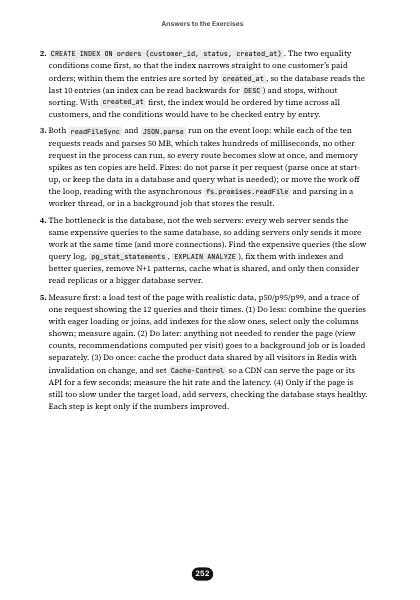 Answers to the Exercises
2. CREATE INDEX ON orders (customer_id, status, created_at). The two equality
conditions come first, so that the index narrows straight to one customer's paid
orders; within them the entries are sorted by created_at, so the database reads the
last 10 entries (an index can be read backwards for DESC) and stops, without
sorting. With created_at first, the index would be ordered by time across all
customers, and the conditions would have to be checked entry by entry.
3. Both readFileSync and JSON.parse run on the event loop: while each of the ten
requests reads and parses 50 MB, which takes hundreds of milliseconds, no other
request in the process can run, so every route becomes slow at once, and memory
spikes as ten copies are held. Fixes: do not parse it per request (parse once at start-
up, or keep the data in a database and query what is needed); or move the work off
the loop, reading with the asynchronous fs.promises.readFile and parsing in a
worker thread, or in a background job that stores the result.
4. The bottleneck is the database, not the web servers: every web server sends the
same expensive queries to the same database, so adding servers only sends it more
work at the same time (and more connections). Find the expensive queries (the slow
query log, pg_stat_statements, EXPLAIN ANALYZE), fix them with indexes and
better queries, remove N+1 patterns, cache what is shared, and only then consider
read replicas or a bigger database server.
5. Measure first: a load test of the page with realistic data, p50/p95/p99, and a trace of
one request showing the 12 queries and their times. (1) Do less: combine the queries
with eager loading or joins, add indexes for the slow ones, select only the columns
shown; measure again. (2) Do later: anything not needed to render the page (view
counts, recommendations computed per visit) goes to a background job or is loaded
separately. (3) Do once: cache the product data shared by all visitors in Redis with
invalidation on change, and set Cache-Control so a CDN can serve the page or its
API for a few seconds; measure the hit rate and the latency. (4) Only if the page is
still too slow under the target load, add servers, checking the database stays healthy.
Each step is kept only if the numbers improved.
252